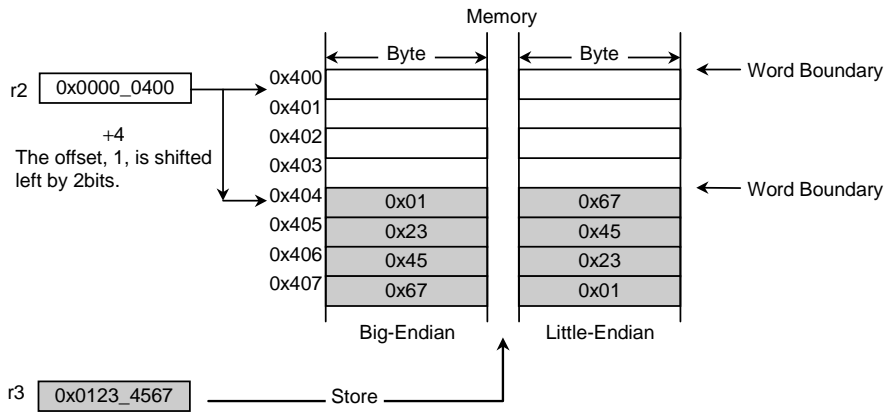 Memory
Byte Byte
0x400 Word Boundary
r2 0x0000_0400
0x401
+4 0x402
The offset, 1, is shifted
left by 2bits.
0x403
0x404 0x01 0x67 Word Boundary
0x405 0x23 0x45
0x406 0x45 0x23
0x407 0x67 0x01
Big-Endian Little-Endian
r3 0x0123_4567 Store